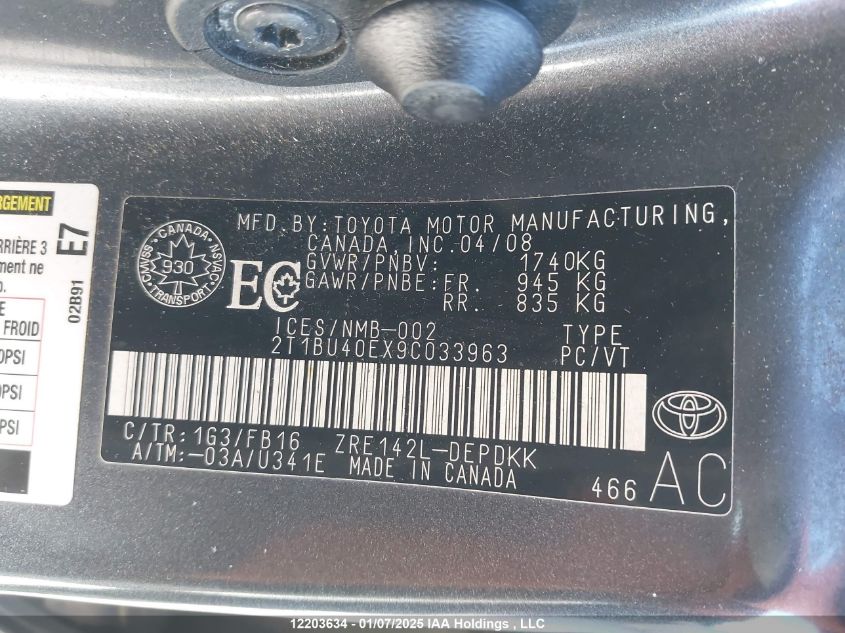 RGEMENT
RRIÈRE 3
ment ne
E7
02B91
E
FROID
0PSI
PSI
PSI
MFD.BY:TOYOTA MOTOR MANUFACTURING,
CANADA, INC.04/08
GVWR/PNBV: 1740KG
GAWR/PNBE:FR. 945 KG
RR. 835 KG
CANADA
CMVSS NSVAC
930
TRANSPORT
EC
ICES/NMB-002 TYPE
2T1BU40EX9C033963 PC/VT
C/TR:1G3/FB16 ZRE142L-DEPDKK
A/TM:-03A/U341E MADE IN CANADA
466 AC
12203634 - 01/07/2025 IAA Holdings , LLC